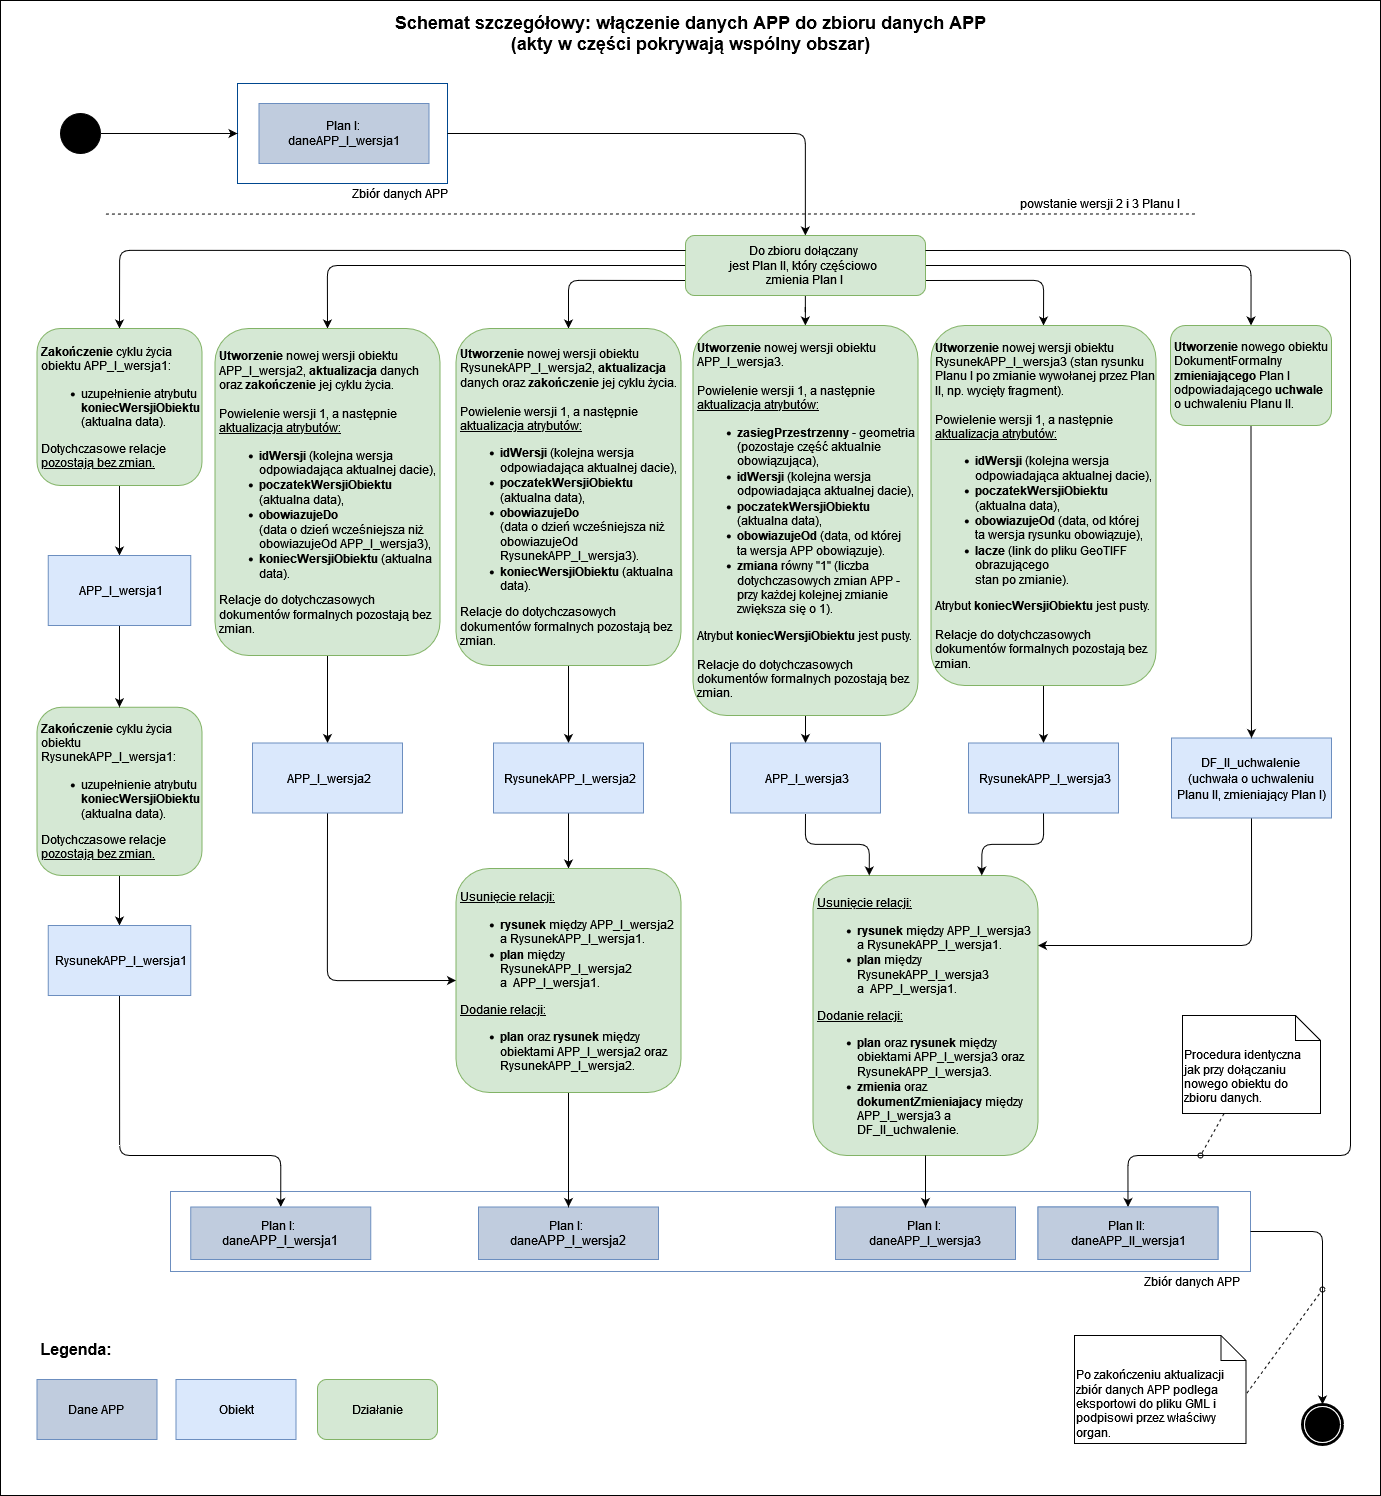 Schemat szczegółowy: włączenie danych APP do zbioru danych APP
(akty w części pokrywają wspólny obszar)
Plan I:
daneAPP_I_wersja1
Zbiór danych APP
powstanie wersji 2 i 3 Planu I
Do zbioru dołączany
jest Plan II, który częściowo
zmienia Plan I
Zakończenie cyklu życia
obiektu APP_I_wersja1:
• uzupełnienie atrybutu
koniecWersjiObiektu
(aktualna data).
Dotychczasowe relacje
pozostają bez zmian.
APP_I_wersja1
Zakończenie cyklu życia
obiektu
RysunekAPP_I_wersja1:
• uzupełnienie atrybutu
koniecWersjiObiektu
(aktualna data).
Dotychczasowe relacje
pozostają bez zmian.
RysunekAPP_I_wersja1
Utworzenie nowej wersji obiektu
APP_I_wersja2, aktualizacja danych
oraz zakończenie jej cyklu życia.
Powielenie wersji 1, a następnie
aktualizacja atrybutów:
• idWersji (kolejna wersja
odpowiadająca aktualnej dacie),
• poczatekWersjiObiektu
(aktualna data),
• obowiazujeDo
(data o dzień wcześniejsza niż
obowiazujeOd APP_I_wersja3),
• koniecWersjiObiektu (aktualna
data).
Relacje do dotychczasowych
dokumentów formalnych pozostają bez
zmian.
APP_I_wersja2
Utworzenie nowej wersji obiektu
RysunekAPP_I_wersja2, aktualizacja
danych oraz zakończenie jej cyklu życia.
Powielenie wersji 1, a następnie
aktualizacja atrybutów:
• idWersji (kolejna wersja
odpowiadająca aktualnej dacie),
• poczatekWersjiObiektu
(aktualna data),
• obowiazujeDo
(data o dzień wcześniejsza niż
obowiazujeOd
RysunekAPP_I_wersja3).
• koniecWersjiObiektu (aktualna
data).
Relacje do dotychczasowych
dokumentów formalnych pozostają bez
zmian.
RysunekAPP_I_wersja2
Utworzenie nowej wersji obiektu
APP_I_wersja3.
Powielenie wersji 1, a następnie
aktualizacja atrybutów:
• zasiegPrzestrzenny - geometria
(pozostaje część aktualnie
obowiązująca),
• idWersji (kolejna wersja
odpowiadająca aktualnej dacie),
• poczatekWersjiObiektu
(aktualna data),
• obowiazujeOd (data, od której
ta wersja APP obowiązuje).
• zmiana równy "1" (liczba
dotychczasowych zmian APP -
przy każdej kolejnej zmianie
zwiększa się o 1).
Atrybut koniecWersjiObiektu jest pusty.
Relacje do dotychczasowych
dokumentów formalnych pozostają bez
zmian.
APP_I_wersja3
Utworzenie nowej wersji obiektu
RysunekAPP_I_wersja3 (stan rysunku
Planu I po zmianie wywołanej przez Plan
II, np. wycięty fragment).
Powielenie wersji 1, a następnie
aktualizacja atrybutów:
• idWersji (kolejna wersja
odpowiadająca aktualnej dacie),
• poczatekWersjiObiektu
(aktualna data),
• obowiazujeOd (data, od której
ta wersja rysunku obowiązuje),
• lacze (link do pliku GeoTIFF
obrazującego
stan po zmianie).
Atrybut koniecWersjiObiektu jest pusty.
Relacje do dotychczasowych
dokumentów formalnych pozostają bez
zmian.
RysunekAPP_I_wersja3
Utworzenie nowego obiektu
DokumentFormalny
zmieniającego Plan I
odpowiadającego uchwale
o uchwaleniu Planu II.
DF_II_uchwalenie
(uchwała o uchwaleniu
Planu II, zmieniający Plan I)
Usunięcie relacji:
• rysunek między APP_I_wersja2
a RysunekAPP_I_wersja1.
• plan między
RysunekAPP_I_wersja2
a APP_I_wersja1.
Dodanie relacji:
• plan oraz rysunek między
obiektami APP_I_wersja2 oraz
RysunekAPP_I_wersja2.
Usunięcie relacji:
• rysunek między APP_I_wersja3
a RysunekAPP_I_wersja1.
• plan między
RysunekAPP_I_wersja3
a APP_I_wersja1.
Dodanie relacji:
• plan oraz rysunek między
obiektami APP_I_wersja3 oraz
RysunekAPP_I_wersja3.
• zmienia oraz
dokumentZmieniajacy między
APP_I_wersja3 a
DF_II_uchwalenie.
Procedura identyczna
jak przy dołączaniu
nowego obiektu do
zbioru danych.
Plan I:
daneAPP_I_wersja1
Plan I:
daneAPP_I_wersja2
Plan I:
daneAPP_I_wersja3
Plan II:
daneAPP_II_wersja1
Zbiór danych APP
Po zakończeniu aktualizacji
zbiór danych APP podlega
eksportowi do pliku GML i
podpisowi przez właściwy
organ.
Legenda:
Dane APP
Obiekt
Działanie